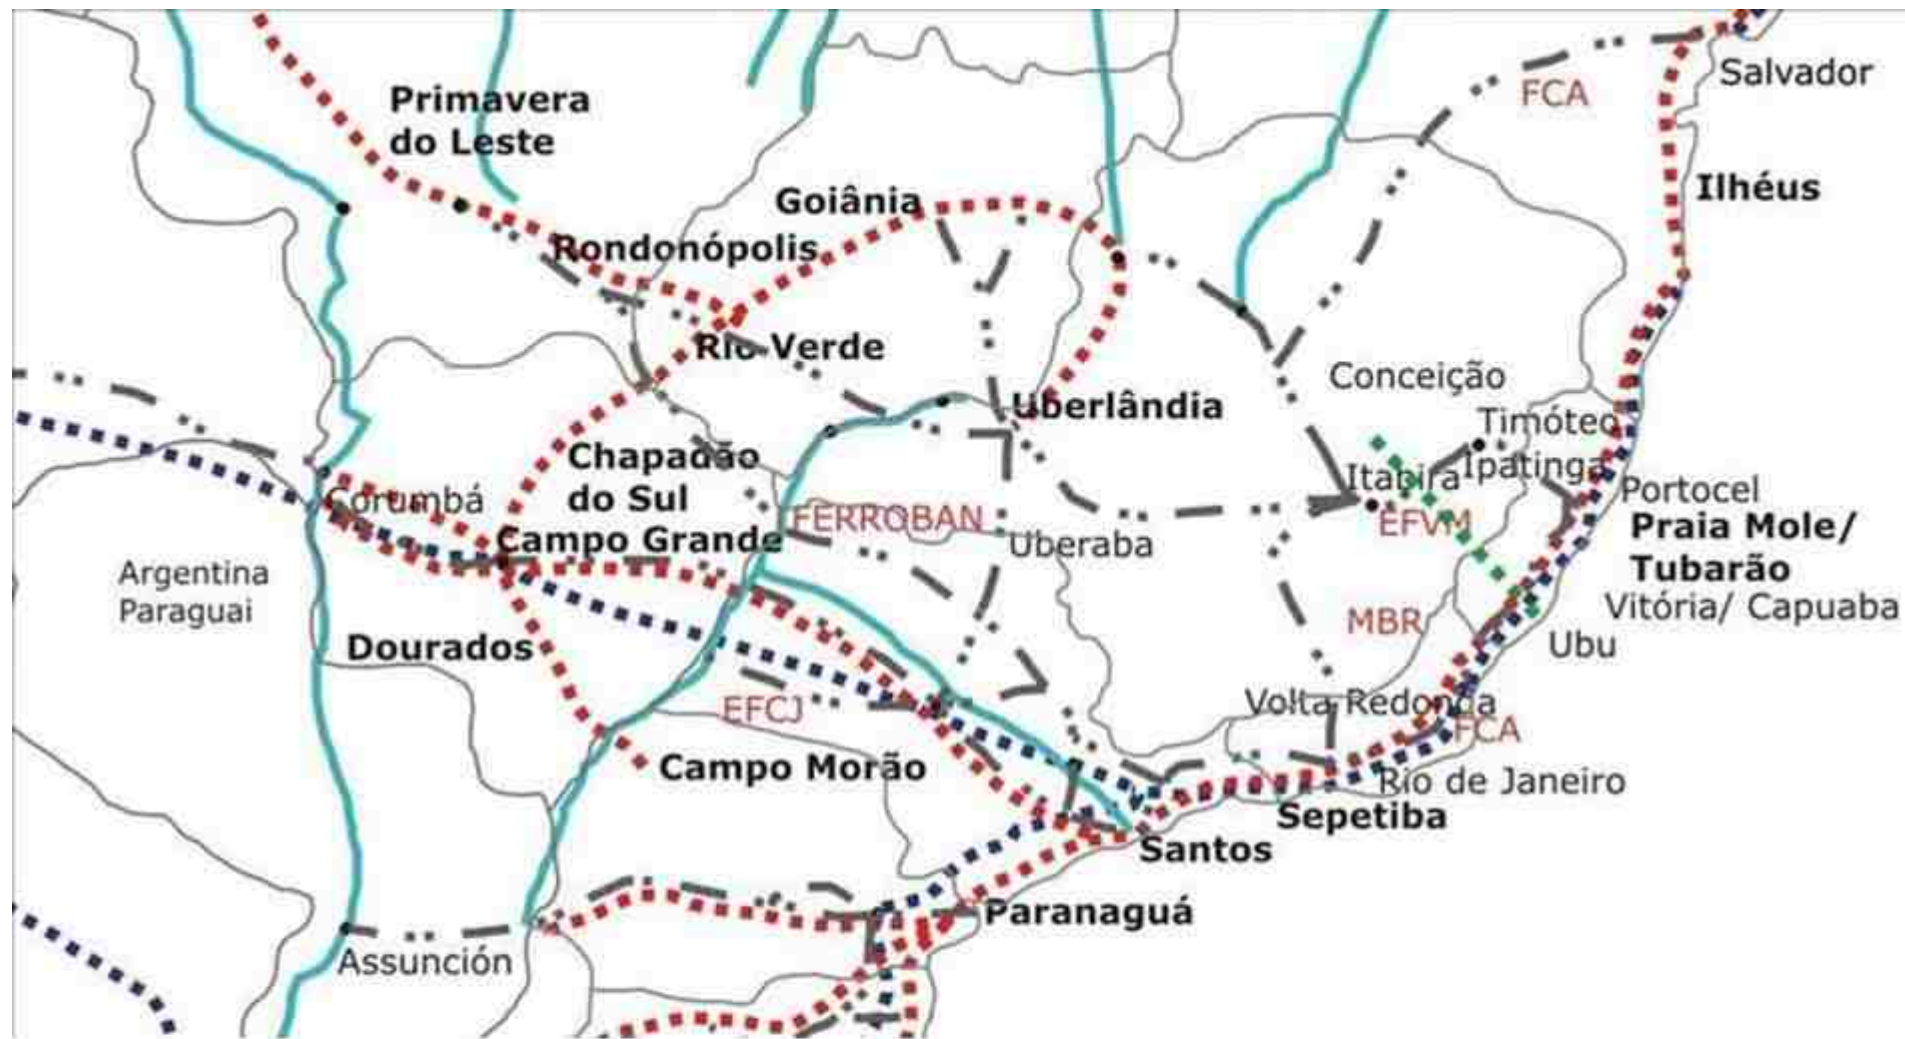 Salvador
FCA
Primavera
do Leste
Ilhéus
Goiânia
Rondonópolis
Rio Verde
Conceição
Uberlândia
Timóteo
Chapadão
do Sul
Itabira
Ipatinga
Corumbá
Portocel
FERROBAN
EFVM
Praia Mole/
Tubarão
Campo Grande
Uberaba
Argentina
Paraguai
Vitória/ Capuaba
MBR
Ubu
Dourados
EFCJ
Volta Redonda
FCA
Campo Morão
Rio de Janeiro
Sepetiba
Santos
Paranaguá
Assunción